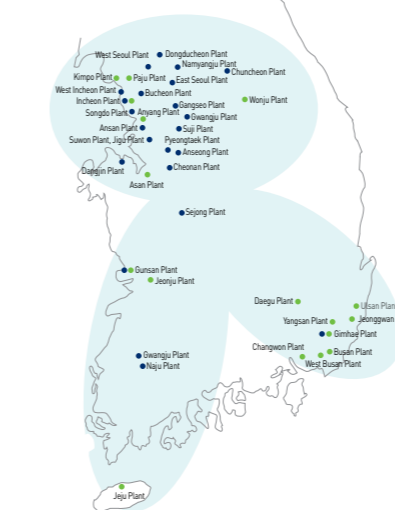 West Seoul Plant
Dongducheon Plant
Namyangju Plant
Chuncheon Plant
Kimpo Plant
Paju Plant
East Seoul Plant
West Incheon Plant
Bucheon Plant
Incheon Plant
Wonju Plant
Gangseo Plant
Songdo Plant
Anyang Plant
Gwangju Plant
Ansan Plant
Suji Plant
Suwon Plant, Jigu Plant
Pyeongtaek Plant
Anseong Plant
Dangjin Plant
Cheonan Plant
Asan Plant
Sejong Plant
Gunsan Plant
Jeonju Plant
Daegu Plant
Ulsan Plan
Yangsan Plant
Jeonggwan
Gimhae Plant
Changwon Plant
Busan Plant
West Busan Plant
Gwangju Plant
Naju Plant
Jeju Plant